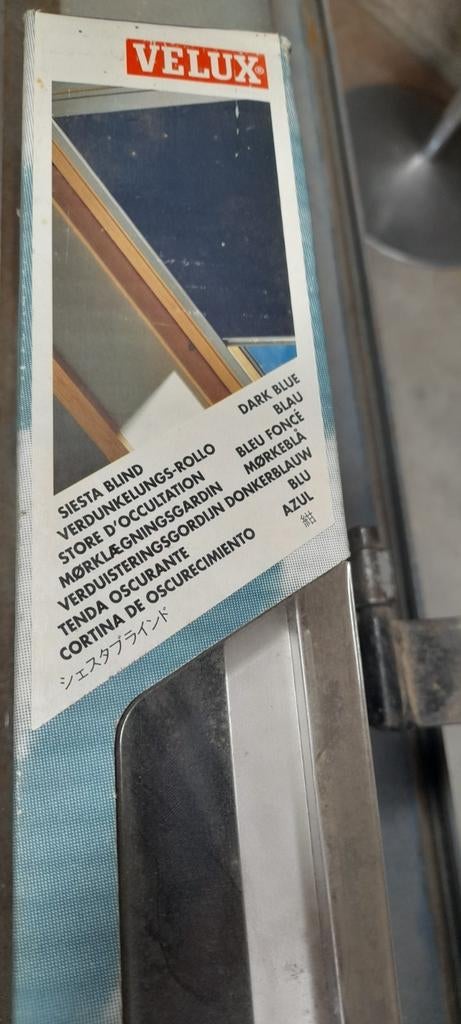 VELUX®
SIESTA BLIND DARK BLUE
VERDUNKELUNGS-ROLLO BLAU
STORE D'OCCULTATION BLEU FONCÉ
MØRKLÆGNINGSGARDIN MØRKEBLÅ
VERDUISTERINGSGORDIJN DONKERBLAUW
TENDA OSCURANTE BLU
CORTINA DE OSCURECIMIENTO AZUL
シェスタブラインド 紺